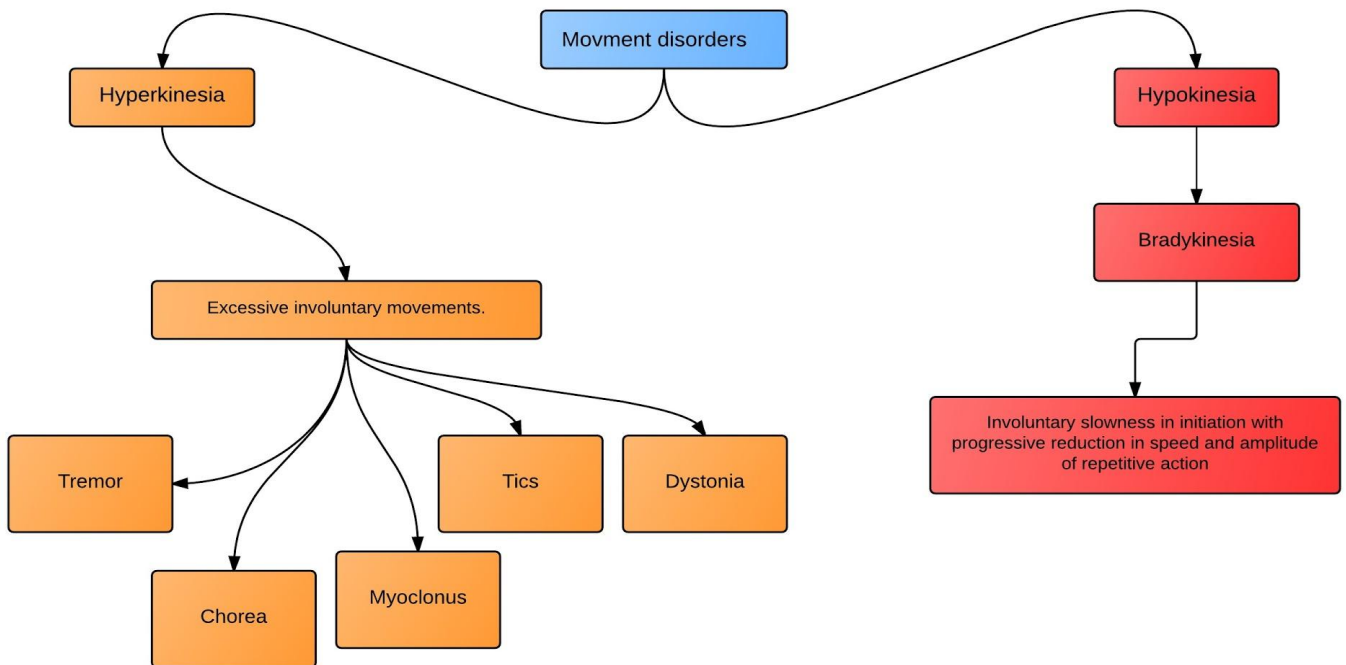 Movment disorders
Hyperkinesia
Hypokinesia
Bradykinesia
Excessive involuntary movements.
Involuntary slowness in initiation with
progressive reduction in speed and amplitude
of repetitive action
Tremor
Tics
Dystonia
Chorea
Myoclonus